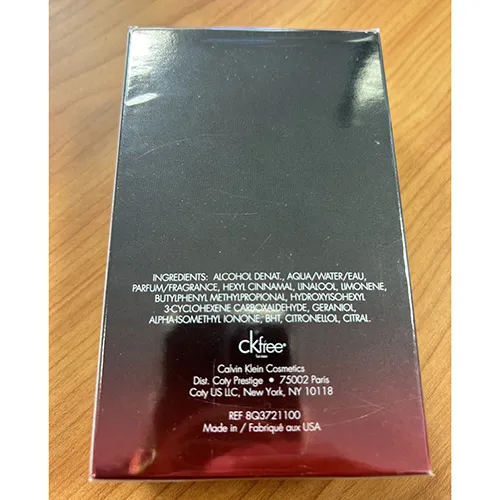 INGREDIENTS: ALCOHOL DENAT., AQUA/WATER/EAU,
PARFUM/FRAGRANCE, HEXYL CINNAMAL, LINALOOL, LIMONENE,
BUTYLPHENYL METHYLPROPIONAL, HYDROXYISOHEXYL
3-CYCLOHEXENE CARBOXALDEHYDE, GERANIOL,
ALPHA-ISOMETHYL IONONE, BHT, CITRONELLOL, CITRAL.
ckfree®
for men
Calvin Klein Cosmetics
Dist. Coty Prestige • 75002 Paris
Coty US LLC, New York, NY 10118
REF 8Q3721100
Made in / Fabriqué aux USA